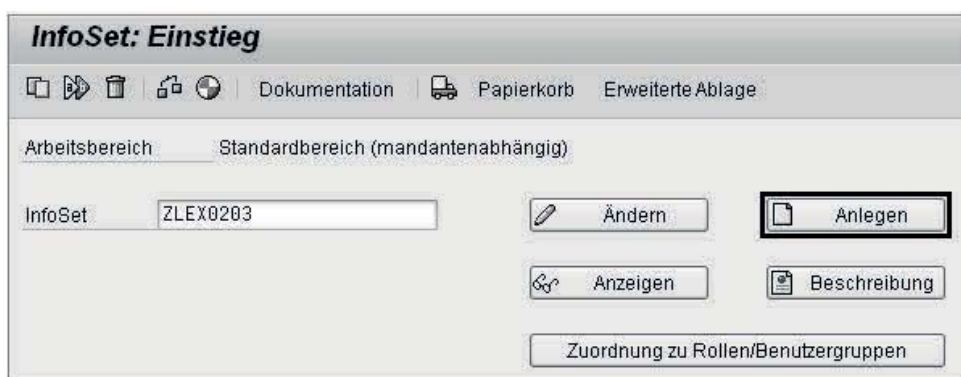 InfoSet: Einstieg
Dokumentation Papierkorb Erweiterte Ablage
Arbeitsbereich Standardbereich (mandantenabhängig)
InfoSet ZLEX0203 Ändern Anlegen
Anzeigen Beschreibung
Zuordnung zu Rollen/Benutzergruppen